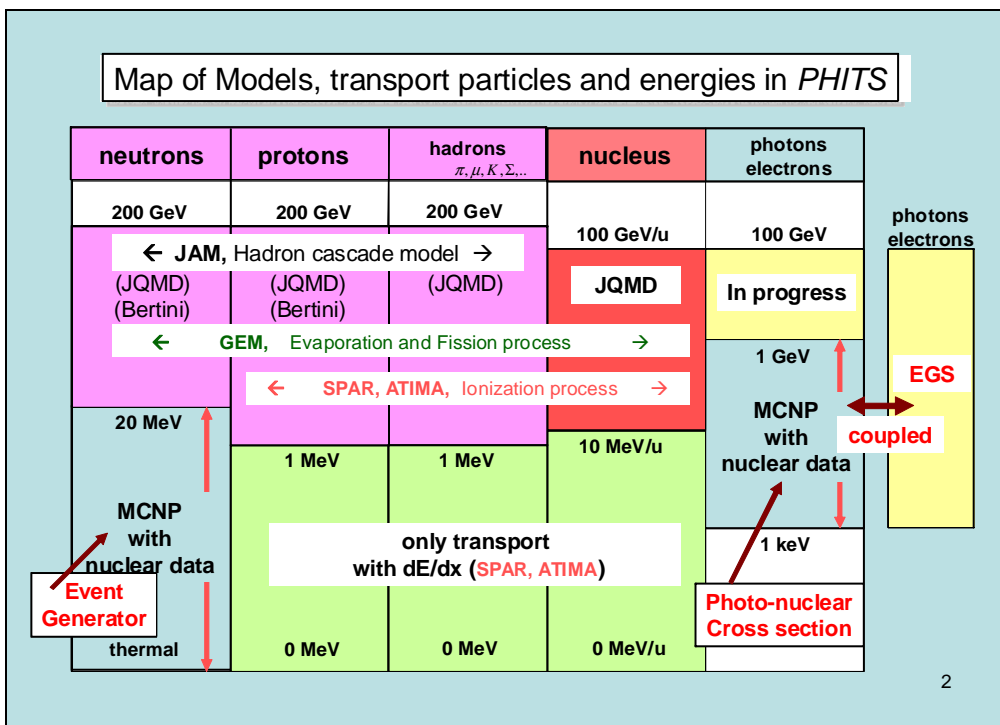 Map of Models, transport particles and energies in PHITS
neutrons
protons
hadrons
π, μ, K, Σ,..
nucleus
photons
electrons
200 GeV
200 GeV
200 GeV
100 GeV/u
100 GeV
photons
electrons
← JAM, Hadron cascade model →
(JQMD)
(Bertini)
(JQMD)
(Bertini)
(JQMD)
JQMD
In progress
← GEM, Evaporation and Fission process →
← SPAR, ATIMA, Ionization process →
1 GeV
EGS
20 MeV
MCNP
with
nuclear data
coupled
1 MeV
1 MeV
10 MeV/u
MCNP
with
nuclear data
only transport
with dE/dx (SPAR, ATIMA)
1 keV
Event
Generator
Photo-nuclear
Cross section
thermal
0 MeV
0 MeV
0 MeV/u
2